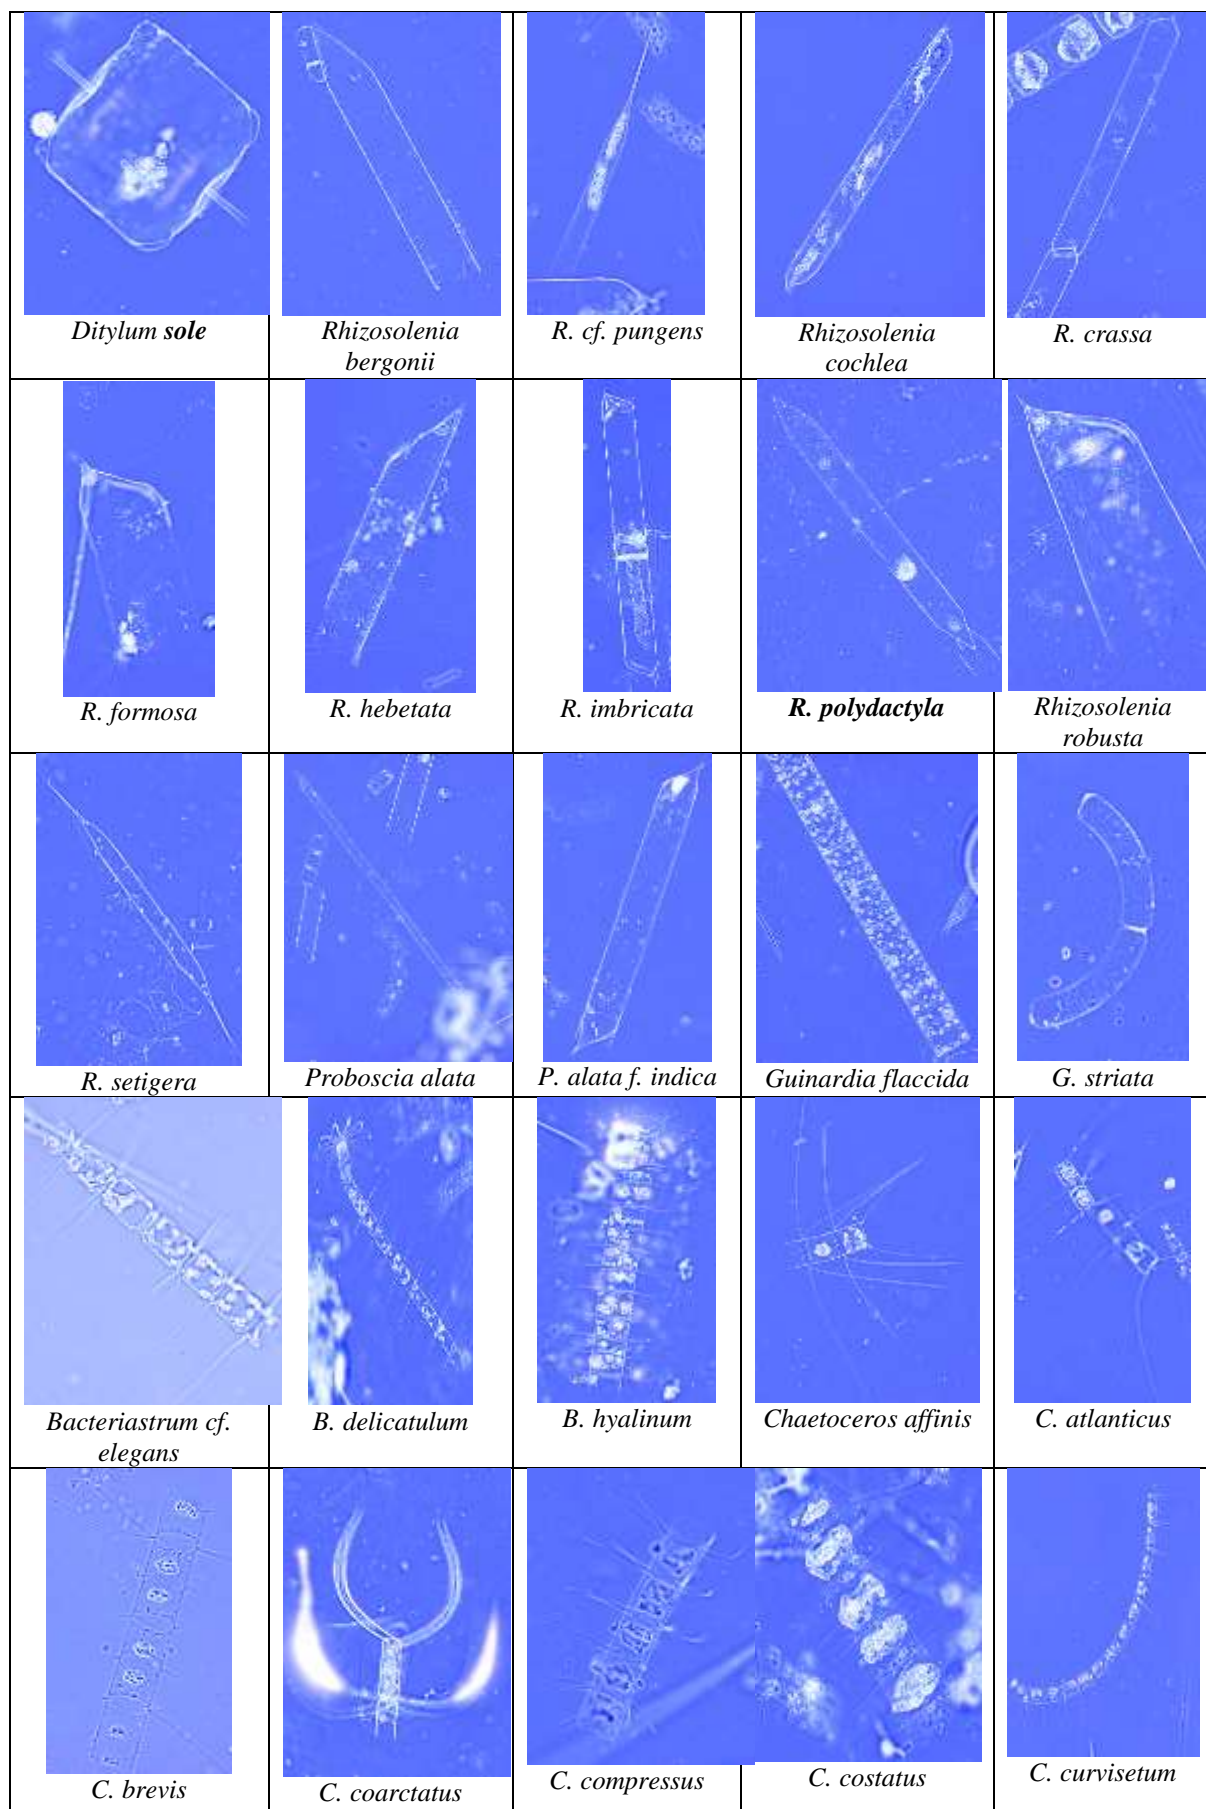 Ditylum sole
Rhizosolenia
bergonii
R. cf. pungens
Rhizosolenia
cochlea
R. crassa
R. formosa
R. hebetata
R. imbricata
R. polydactyla
Rhizosolenia
robusta
R. setigera
Proboscia alata
P. alata f. indica
Guinardia flaccida
G. striata
Bacteriastrum cf.
elegans
B. delicatulum
B. hyalinum
Chaetoceros affinis
C. atlanticus
C. brevis
C. coarctatus
C. compressus
C. costatus
C. curvisetum